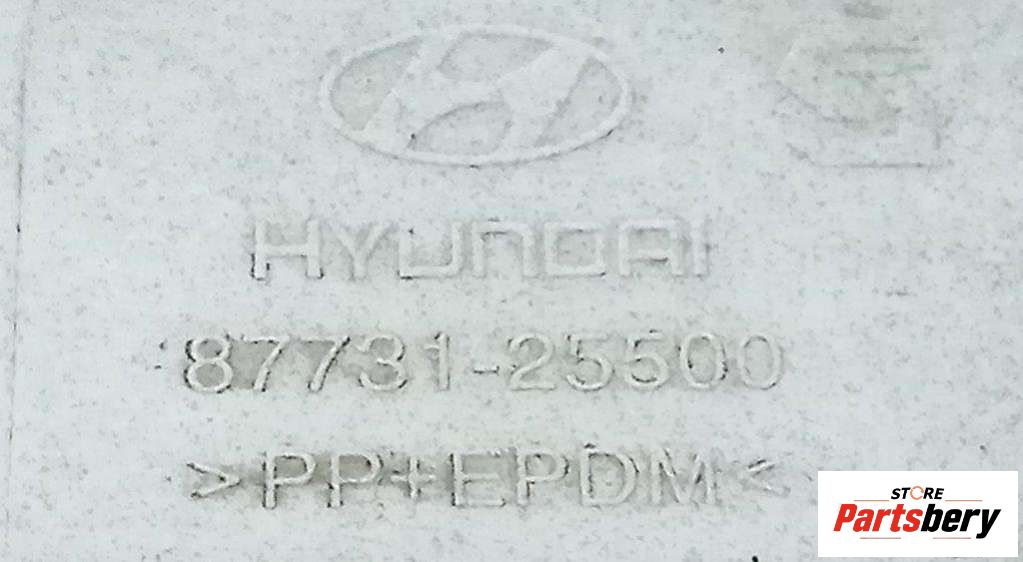 HYUNDAI
87731-25500
>PP+EPDM<
STORE
Partsbery